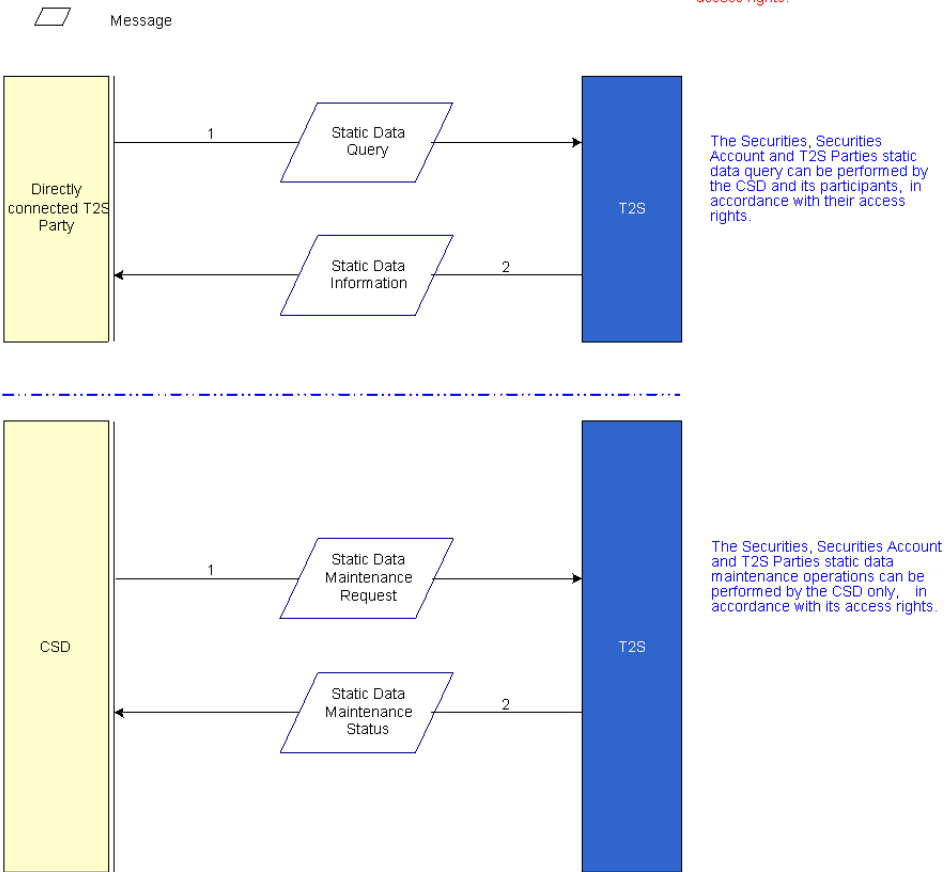 access rights.
Message
1
Static Data
Query
Directly
connected T2S
Party
T2S
The Securities, Securities
Account and T2S Parties static
data query can be performed by
the CSD and its participants, in
accordance with their access
rights.
Static Data
Information
2
1
Static Data
Maintenance
Request
The Securities, Securities Account
and T2S Parties static data
maintenance operations can be
performed by the CSD only, in
accordance with its access rights.
CSD
T2S
Static Data
Maintenance
Status
2